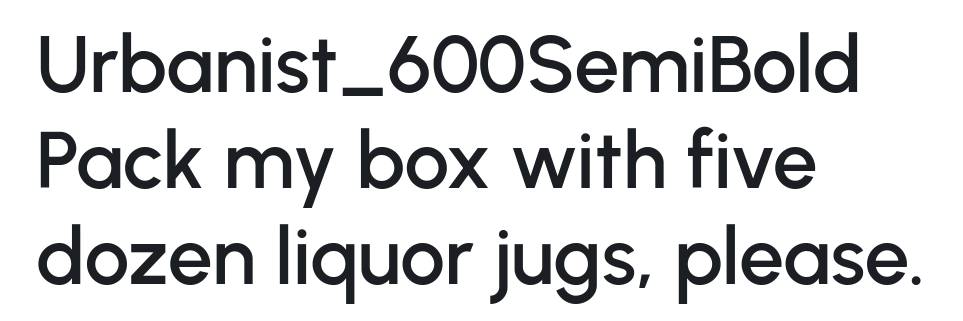 Urbanist_600SemiBold
Pack my box with five
dozen liquor jugs, please.